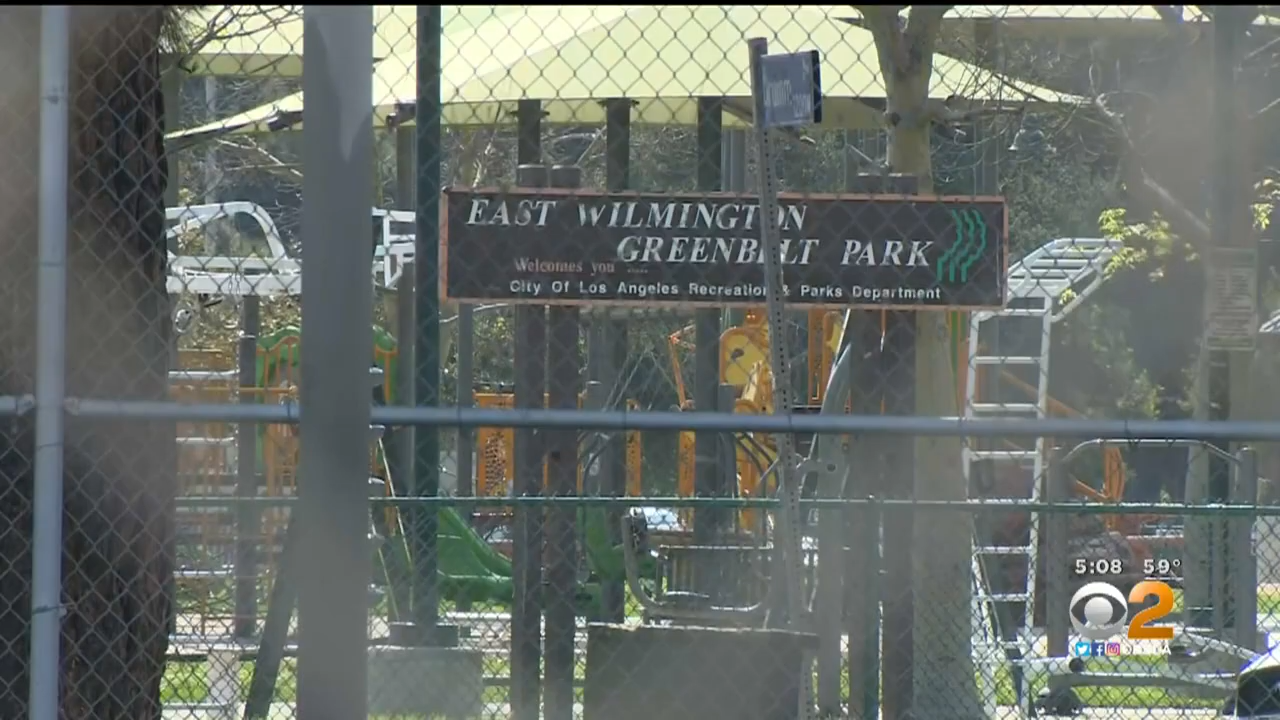 EAST WILMINGTON
GREENBELT PARK
Welcomes you ....
City Of Los Angeles Recreation & Parks Department
5:08 59°
2